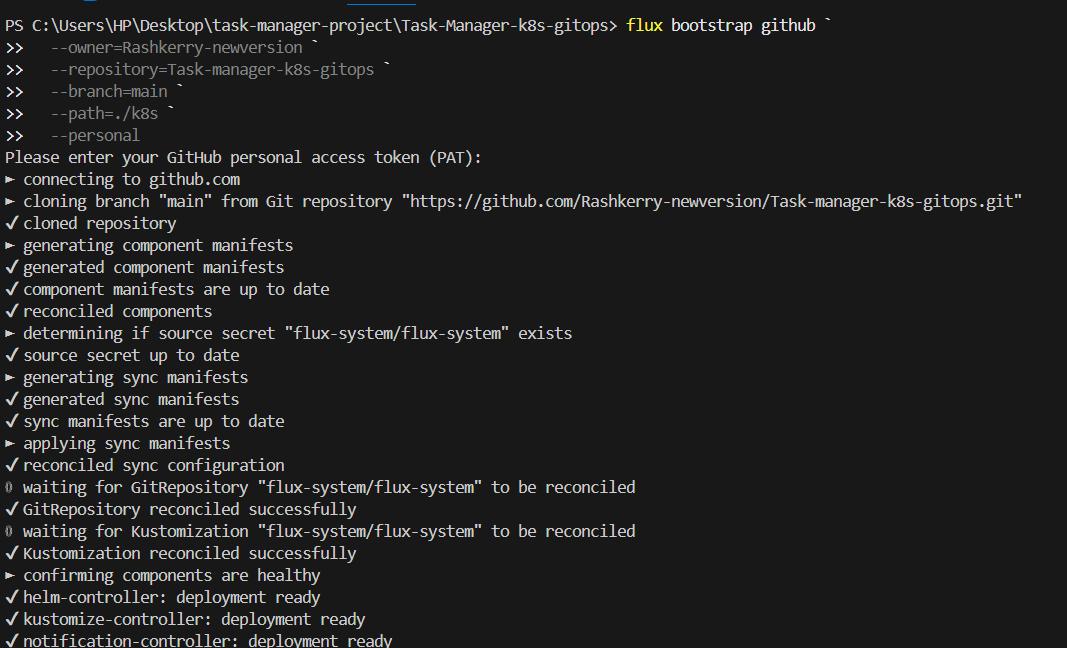 PS C:\Users\HP\Desktop\task-manager-project\Task-Manager-k8s-gitops> flux bootstrap github `
>>   --owner=Rashkerry-newversion `
>>   --repository=Task-manager-k8s-gitops `
>>   --branch=main `
>>   --path=./k8s `
>>   --personal
Please enter your GitHub personal access token (PAT):
► connecting to github.com
► cloning branch "main" from Git repository "https://github.com/Rashkerry-newversion/Task-manager-k8s-gitops.git"
✔ cloned repository
► generating component manifests
✔ generated component manifests
✔ component manifests are up to date
✔ reconciled components
► determining if source secret "flux-system/flux-system" exists
✔ source secret up to date
► generating sync manifests
✔ generated sync manifests
✔ sync manifests are up to date
► applying sync manifests
✔ reconciled sync configuration
◎ waiting for GitRepository "flux-system/flux-system" to be reconciled
✔ GitRepository reconciled successfully
◎ waiting for Kustomization "flux-system/flux-system" to be reconciled
✔ Kustomization reconciled successfully
► confirming components are healthy
✔ helm-controller: deployment ready
✔ kustomize-controller: deployment ready
✔ notification-controller: deployment ready